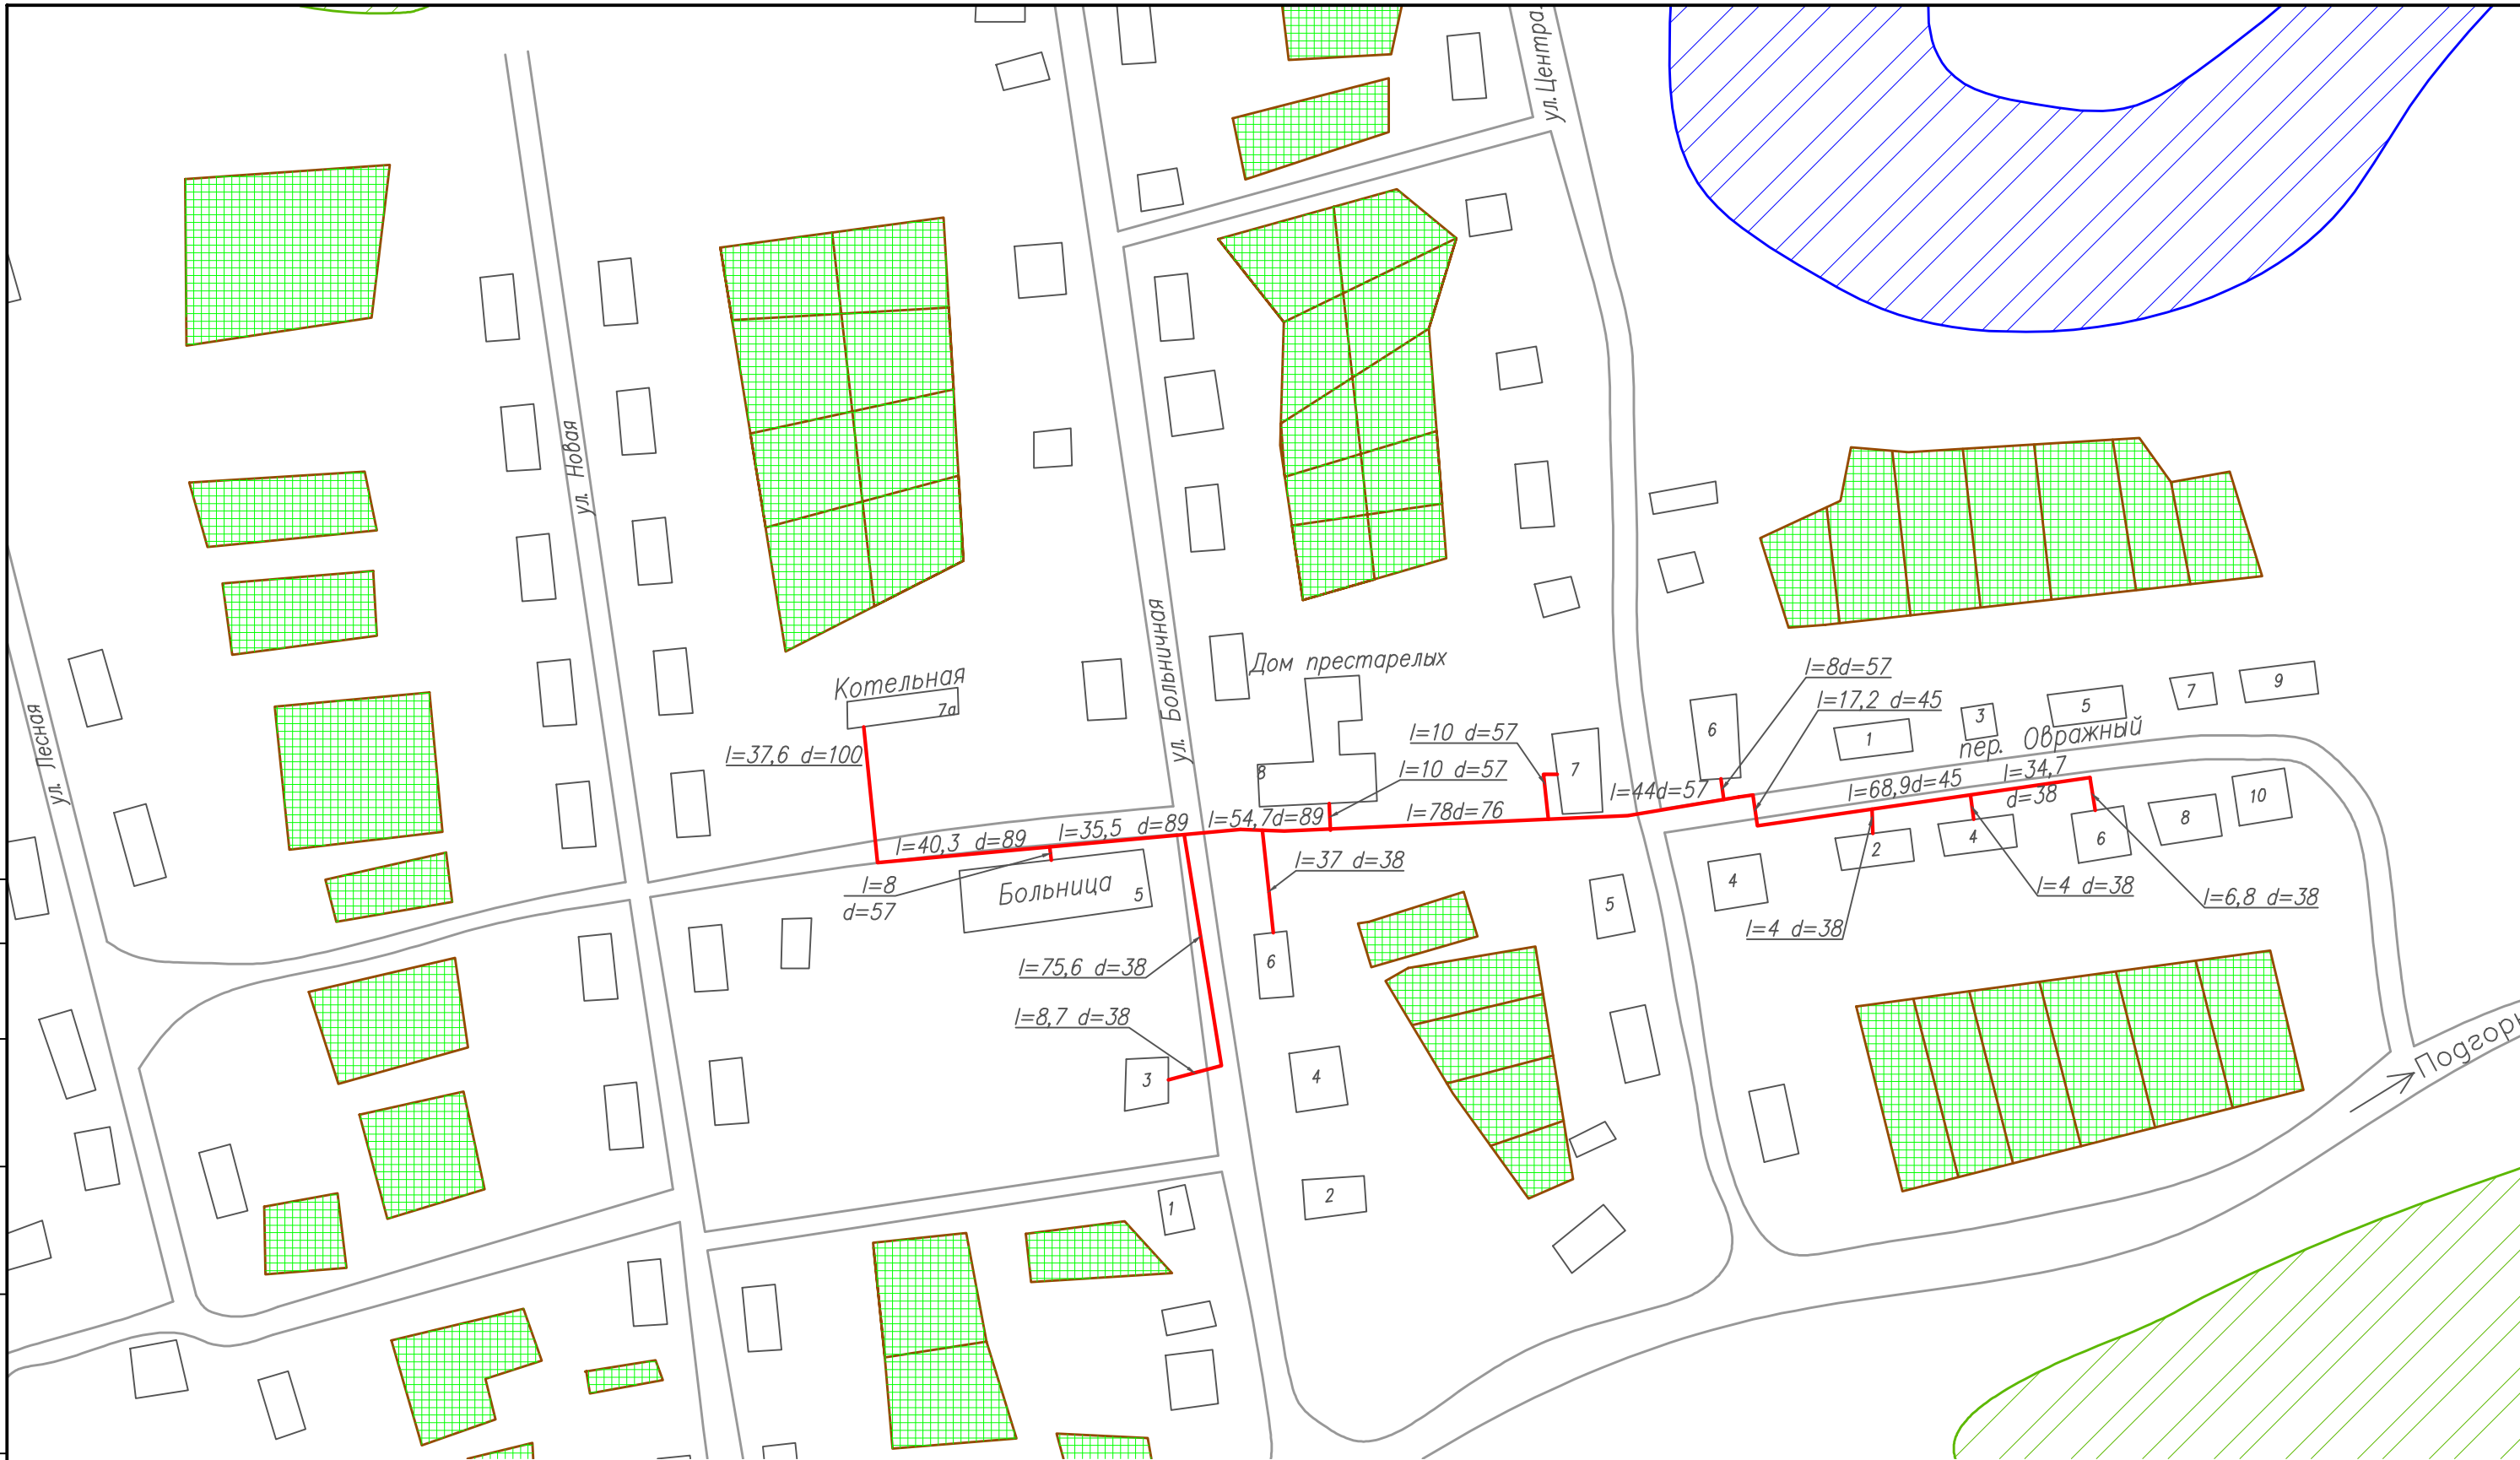 ул. Центра
ул. Новая
ул. Больничная
ул. Лесная
Котельная
7а
Дом престарелых
8
l=37,6 d=100
l=40,3 d=89
l=35,5 d=89
l=54,7d=89
l=78d=76
l=44d=57
l=10 d=57
l=10 d=57
7
6
l=8d=57
l=17,2 d=45
1
3
5
7
9
пер. Овражный
l=68,9d=45
l=34,7
d=38
2
4
6
8
10
l=8
d=57
Больница
5
l=37 d=38
6
5
4
l=4 d=38
l=4 d=38
l=6,8 d=38
l=75,6 d=38
l=8,7 d=38
3
4
2
1
Подгорн